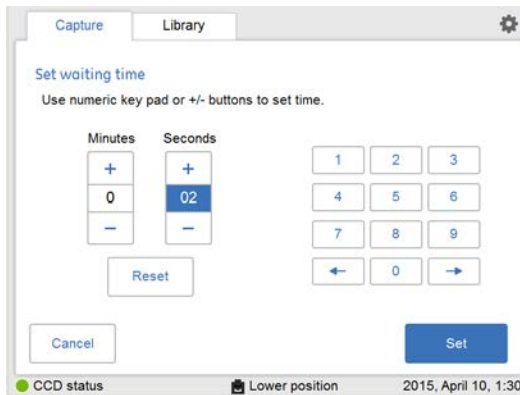 Capture Library
Set waiting time
Use numeric key pad or +/- buttons to set time.
Minutes Seconds
+ + 1 2 3
0 02 4 5 6
− − 7 8 9
Reset ← 0 →
Cancel Set
CCD status Lower position 2015, April 10, 1:30